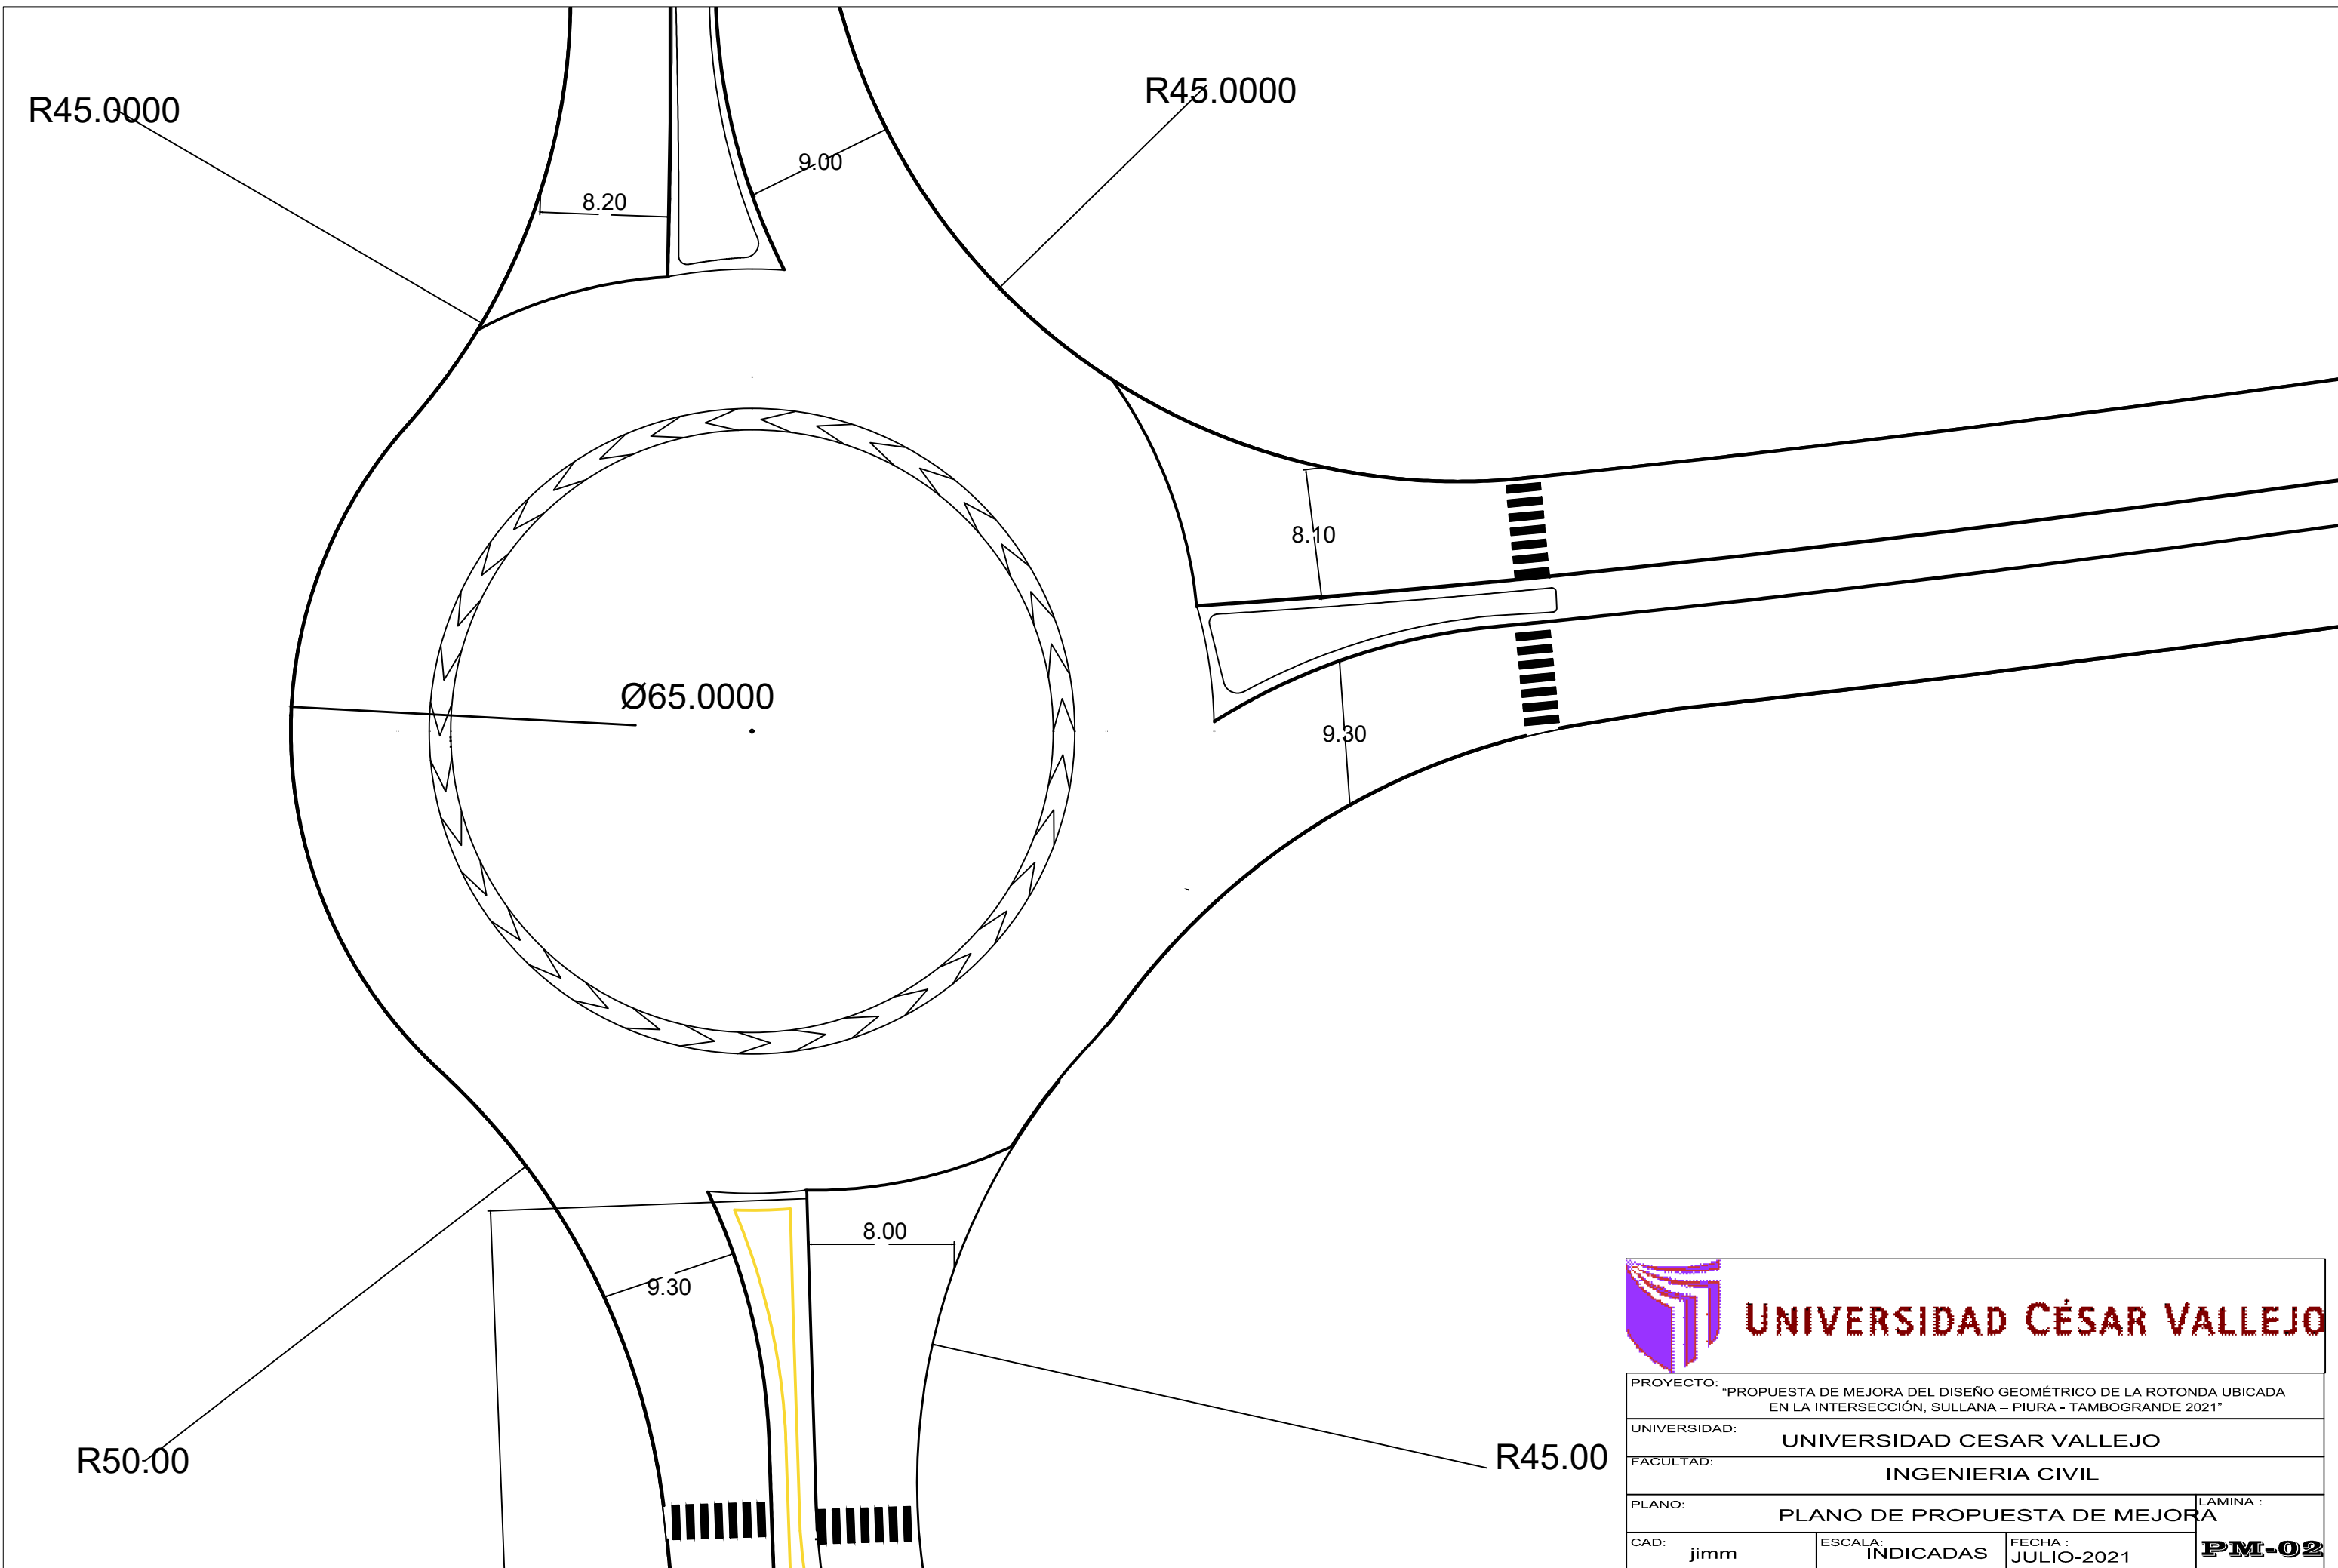 R45.0000
R45.0000
9.00
8.20
8.10
Ø65.0000
9.30
8.00
9.30
R50.00
R45.00
UNIVERSIDAD CÉSAR VALLEJO
PROYECTO: “PROPUESTA DE MEJORA DEL DISEÑO GEOMÉTRICO DE LA ROTONDA UBICADA
EN LA INTERSECCIÓN, SULLANA – PIURA - TAMBOGRANDE 2021”
UNIVERSIDAD: UNIVERSIDAD CESAR VALLEJO
FACULTAD: INGENIERIA CIVIL
PLANO: PLANO DE PROPUESTA DE MEJORA
LAMINA :
PM-02
CAD: jimm
ESCALA: INDICADAS
FECHA : JULIO-2021